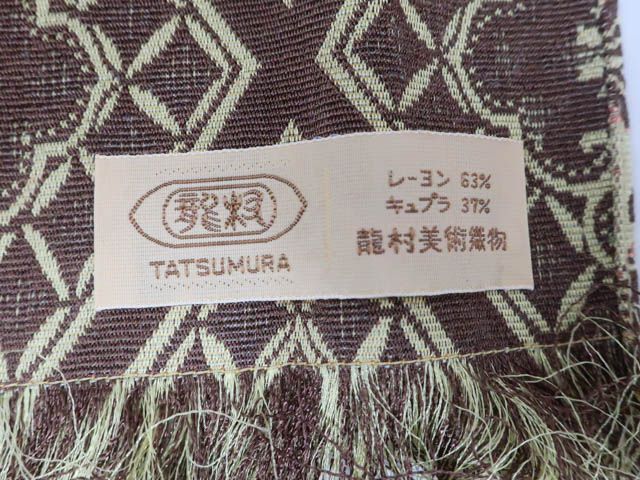 龍村
TATSUMURA
レーヨン 63%
キュプラ 37%
龍村美術織物